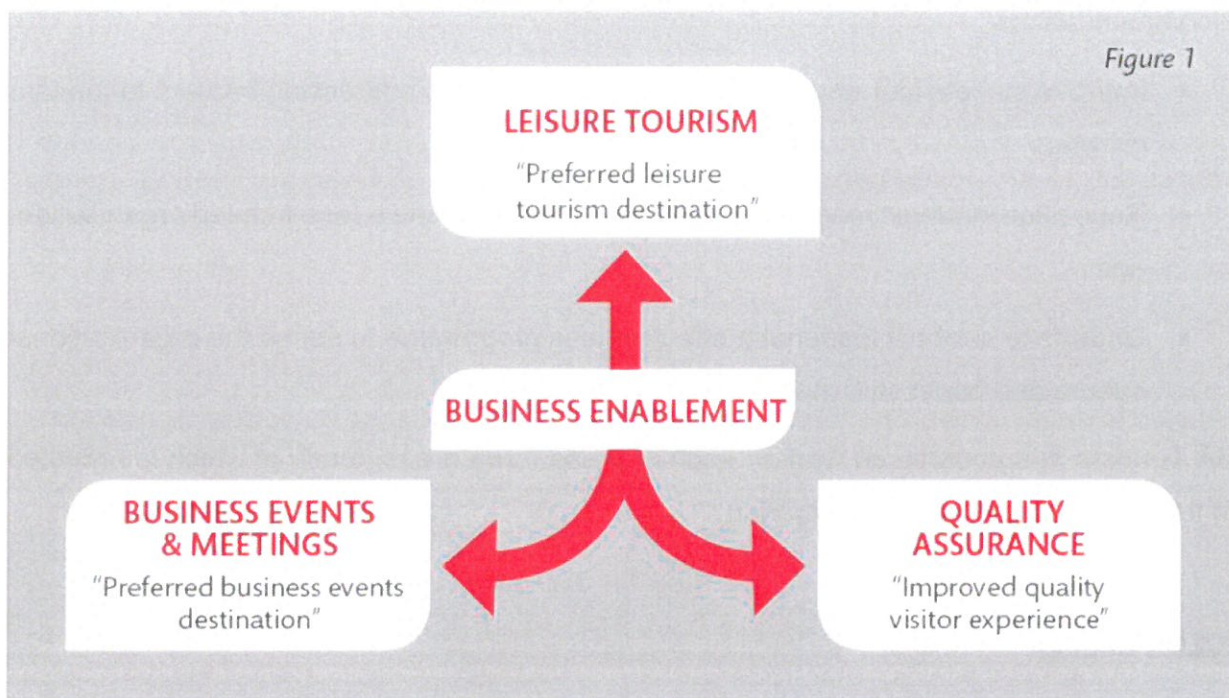 Figure 1
LEISURE TOURISM
"Preferred leisure
tourism destination"
BUSINESS ENABLEMENT
BUSINESS EVENTS
& MEETINGS
"Preferred business events
destination"
QUALITY
ASSURANCE
"Improved quality
visitor experience"